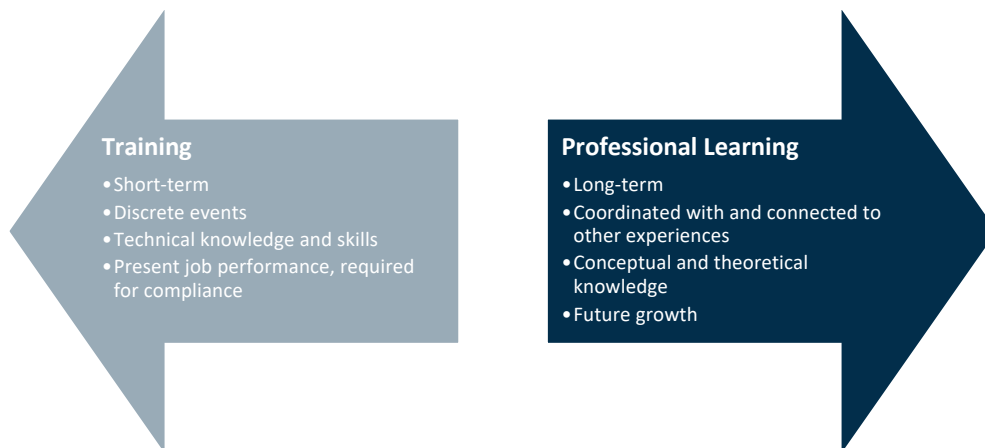 Training
•Short-term
•Discrete events
•Technical knowledge and skills
•Present job performance, required
for compliance
Professional Learning
•Long-term
•Coordinated with and connected to
other experiences
•Conceptual and theoretical
knowledge
•Future growth